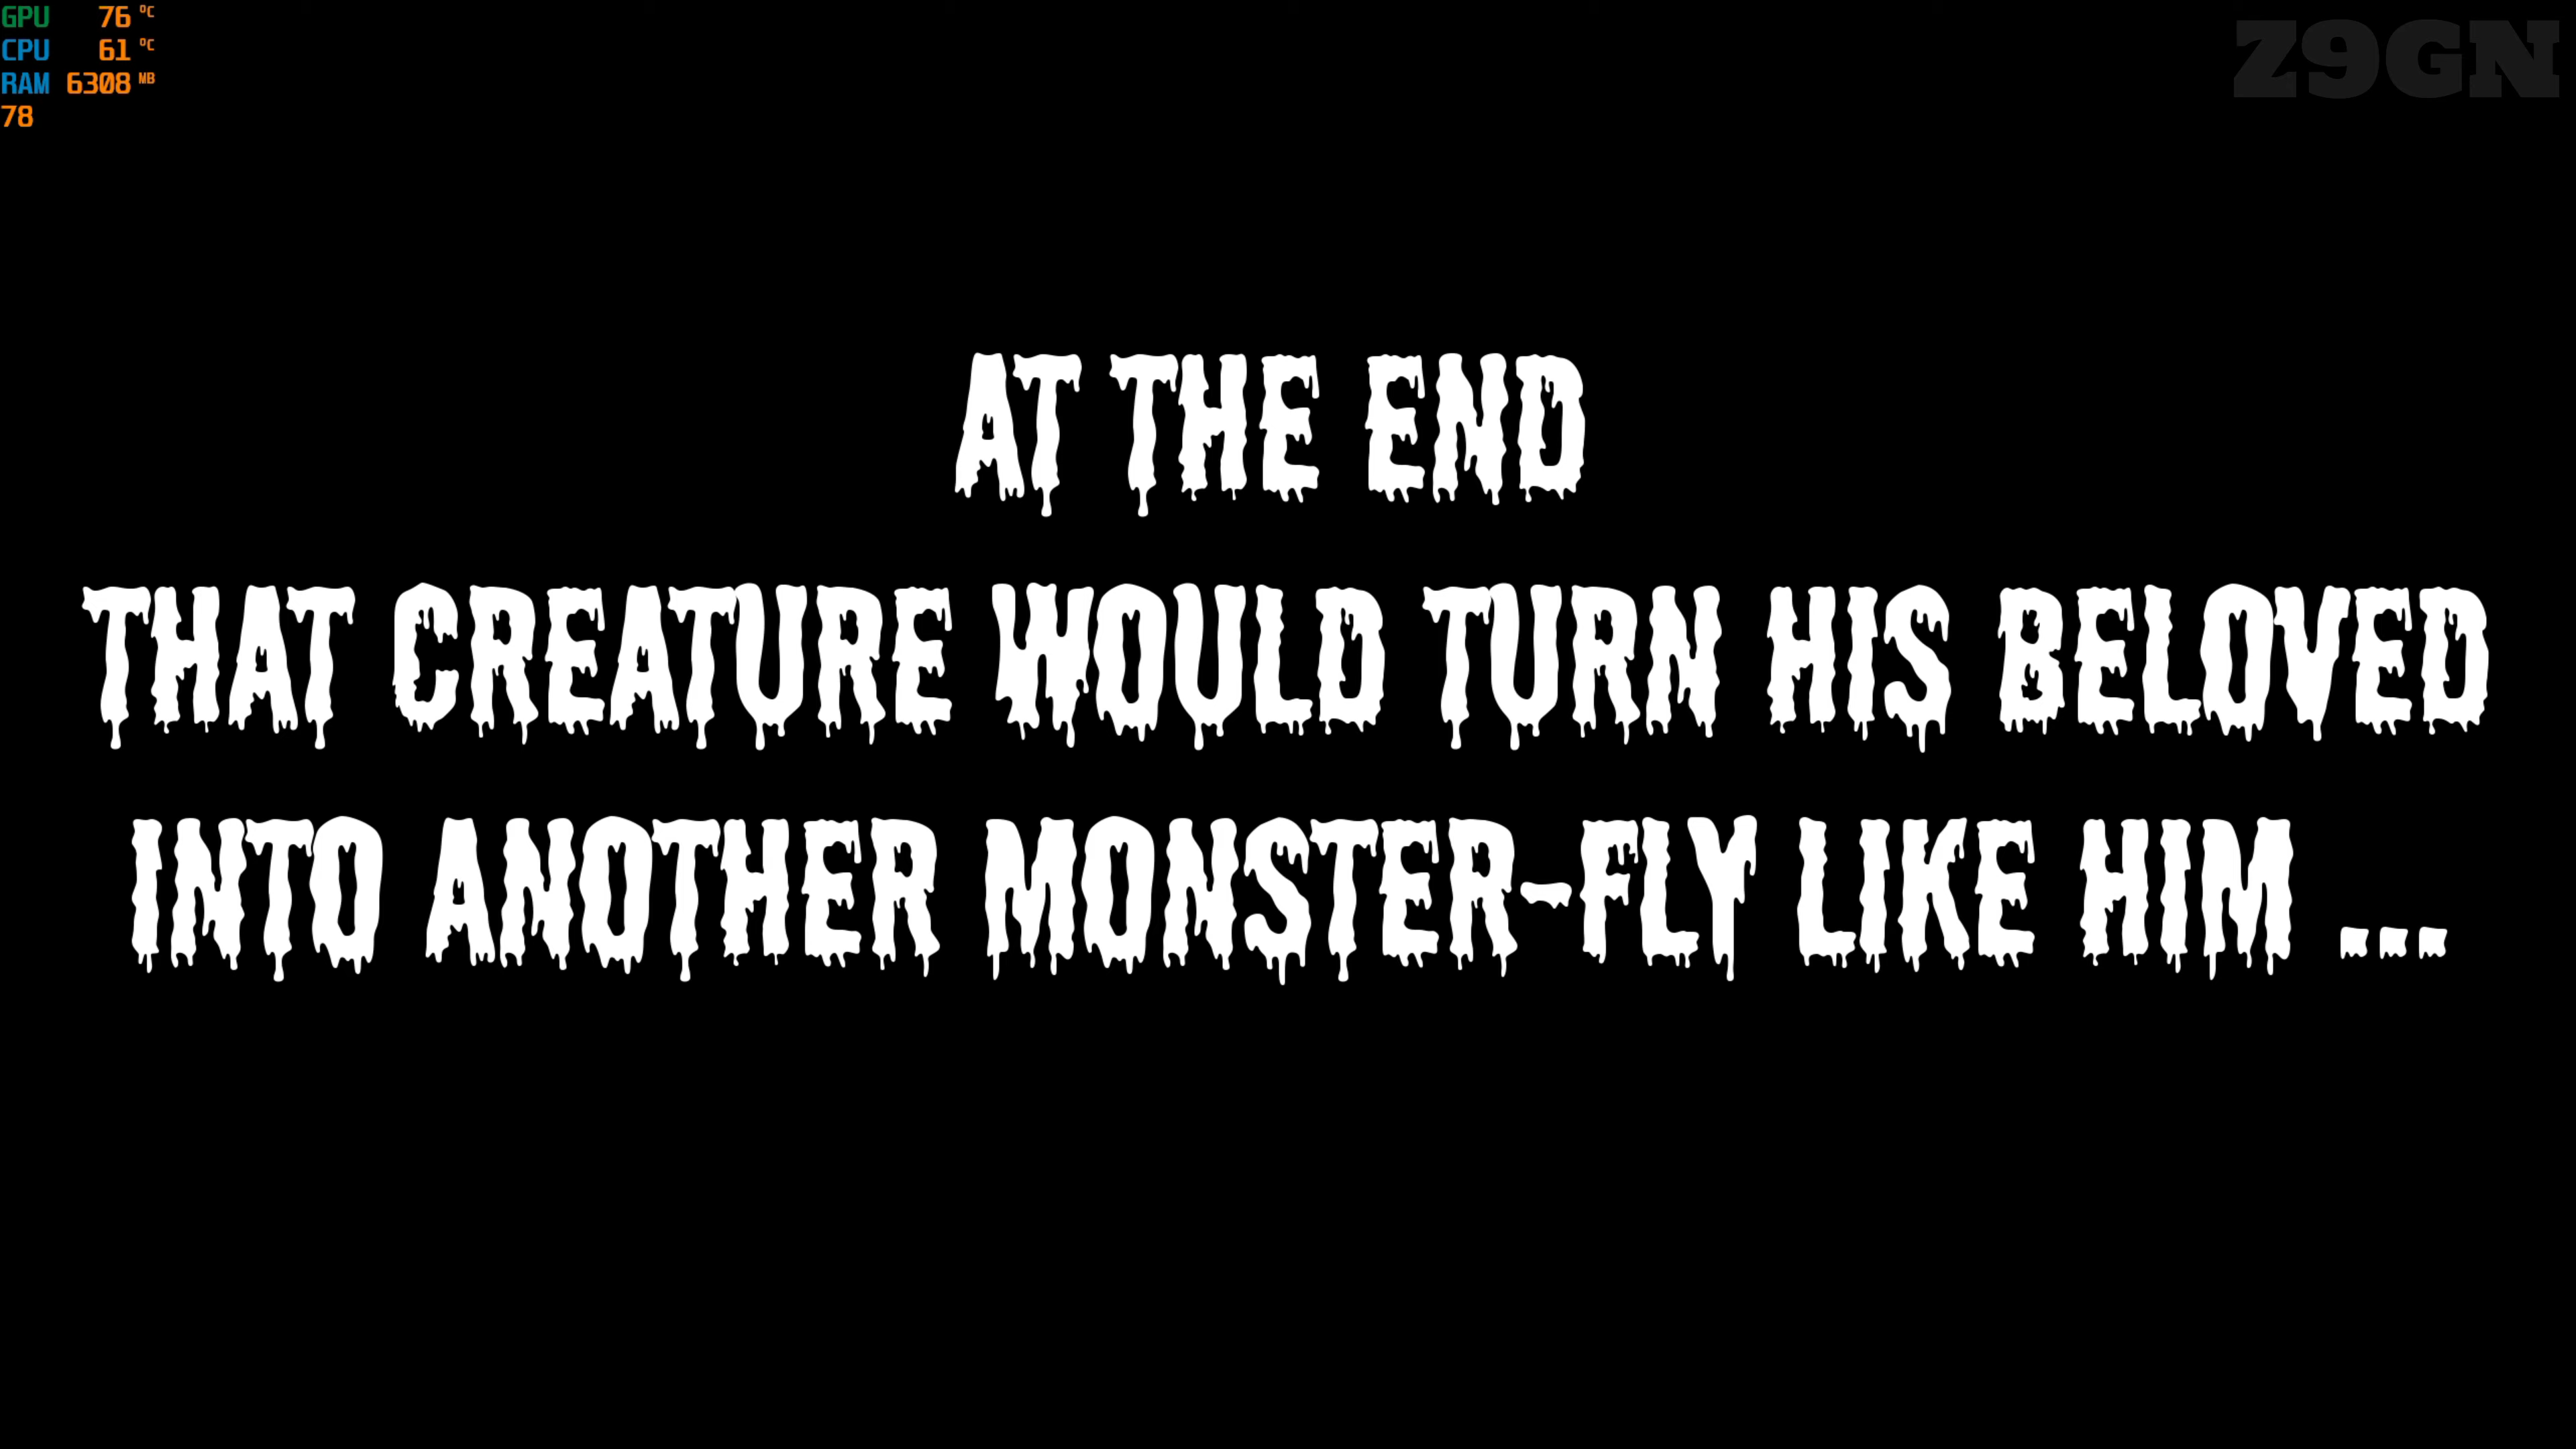 GPU 76 °C
CPU 61 °C
RAM 6308 MB
78
Z9GN
AT THE END
THAT CREATURE WOULD TURN HIS BELOVED
INTO ANOTHER MONSTER-FLY LIKE HIM ...